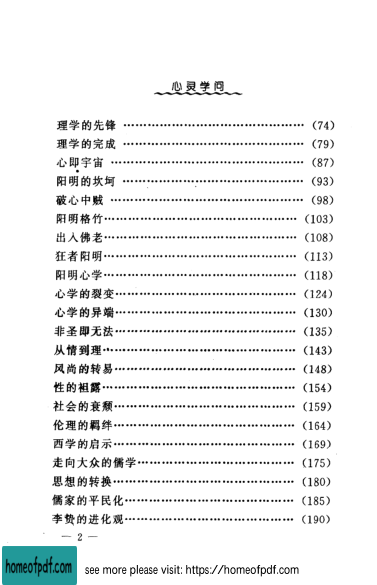 心灵学问
理学的先锋 ………………………………… (74)
理学的完成 ………………………………… (79)
心即宇宙 ………………………………… (87)
阳明的坎坷 ………………………………… (93)
破心中贼 ………………………………… (98)
阳明格竹 ………………………………… (103)
出入佛老 ………………………………… (108)
狂者阳明 ………………………………… (113)
阳明心学 ………………………………… (118)
心学的裂变 ………………………………… (124)
心学的异端 ………………………………… (130)
非圣即无法 ………………………………… (135)
从情到理 ………………………………… (143)
风尚的转易 ………………………………… (148)
性的袒露 ………………………………… (154)
社会的衰颓 ………………………………… (159)
伦理的羁绊 ………………………………… (164)
西学的启示 ………………………………… (169)
走向大众的儒学 ………………………………… (175)
思想的转换 ………………………………… (180)
儒家的平民化 ………………………………… (185)
李贽的进化观 ………………………………… (190)
— 2 —
homeofpdf.com see more please visit: https://homeofpdf.com